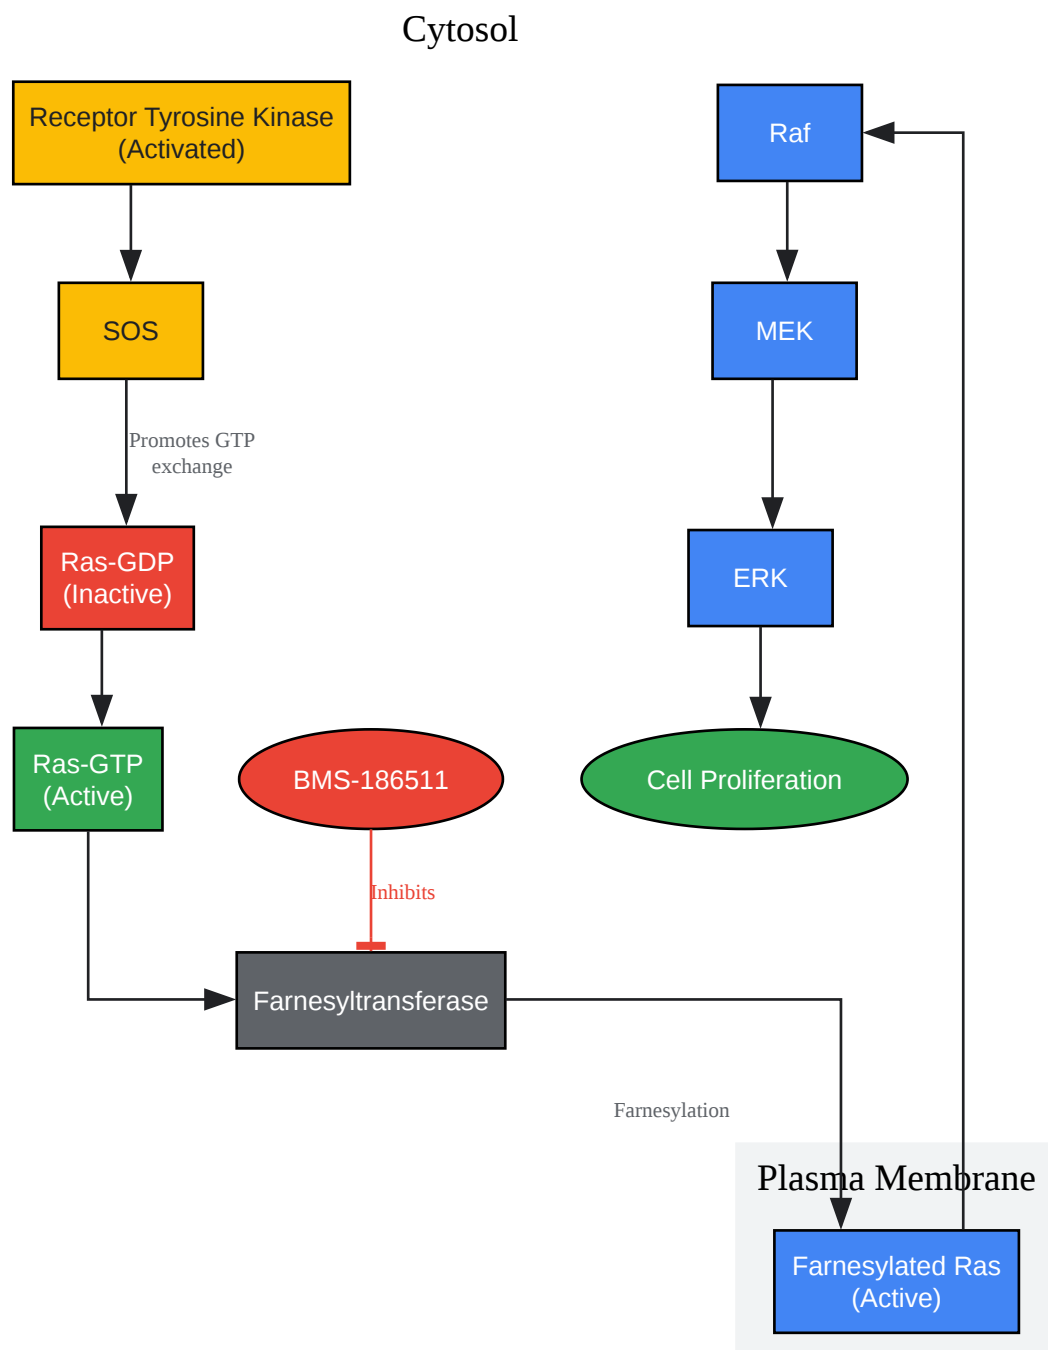 Cytosol
Receptor Tyrosine Kinase
(Activated)
Raf
SOS
MEK
Promotes GTP
exchange
Ras-GDP
(Inactive)
ERK
Ras-GTP
(Active)
BMS-186511
Cell Proliferation
Inhibits
Farnesyltransferase
Farnesylation
Plasma Membrane
Farnesylated Ras
(Active)